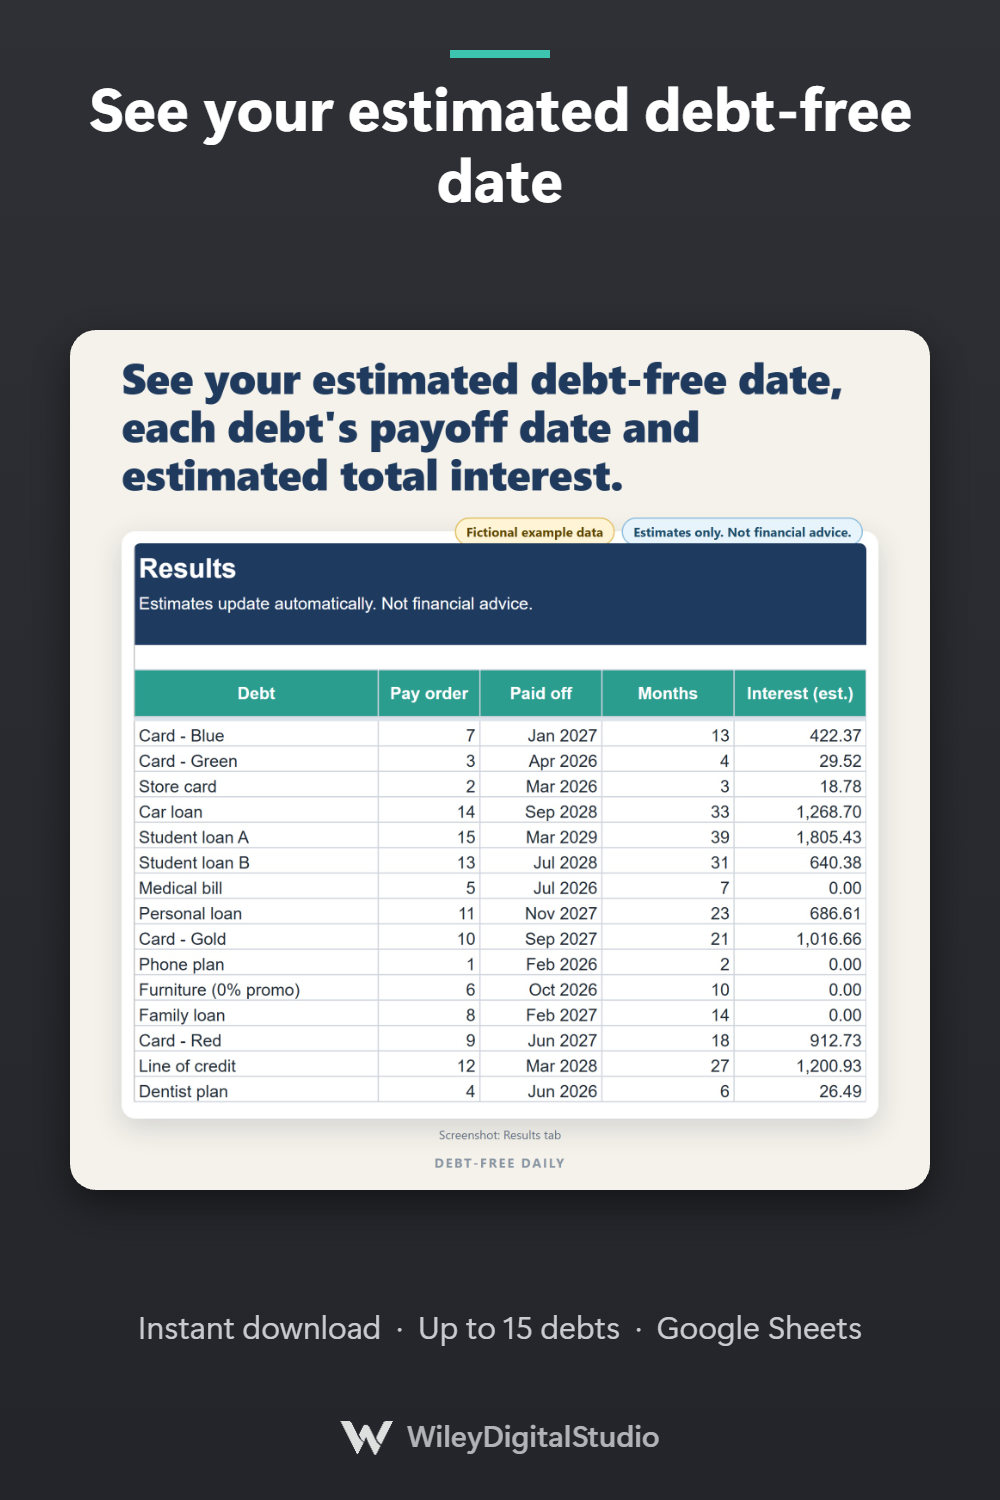 See your estimated debt-free
date
See your estimated debt-free date,
each debt's payoff date and
estimated total interest.
Fictional example data
Estimates only. Not financial advice.
Results
Estimates update automatically. Not financial advice.
Debt Pay order Paid off Months Interest (est.)
Card - Blue 7 Jan 2027 13 422.37
Card - Green 3 Apr 2026 4 29.52
Store card 2 Mar 2026 3 18.78
Car loan 14 Sep 2028 33 1,268.70
Student loan A 15 Mar 2029 39 1,805.43
Student loan B 13 Jul 2028 31 640.38
Medical bill 5 Jul 2026 7 0.00
Personal loan 11 Nov 2027 23 686.61
Card - Gold 10 Sep 2027 21 1,016.66
Phone plan 1 Feb 2026 2 0.00
Furniture (0% promo) 6 Oct 2026 10 0.00
Family loan 8 Feb 2027 14 0.00
Card - Red 9 Jun 2027 18 912.73
Line of credit 12 Mar 2028 27 1,200.93
Dentist plan 4 Jun 2026 6 26.49
Screenshot: Results tab
DEBT-FREE DAILY
Instant download · Up to 15 debts · Google Sheets
WileyDigitalStudio